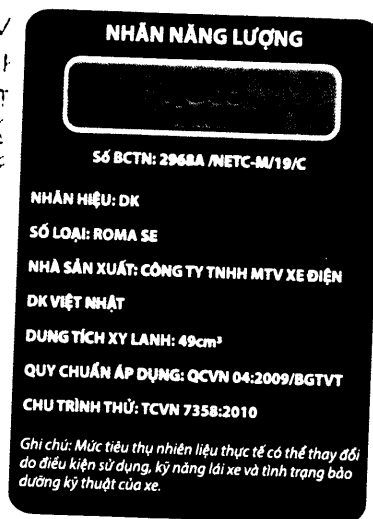 NHÃN NĂNG LƯỢNG
Số BCTN: 2968A /NETC-M/19/C
NHÃN HIỆU: DK
SỐ LOẠI: ROMA SE
NHÀ SẢN XUẤT: CÔNG TY TNHH MTV XE ĐIỆN
DK VIỆT NHẬT
DUNG TÍCH XY LANH: 49cm³
QUY CHUẨN ÁP DỤNG: QCVN 04:2009/BGTVT
CHU TRÌNH THỬ: TCVN 7358:2010
Ghi chú: Mức tiêu thụ nhiên liệu thực tế có thể thay đổi
do điều kiện sử dụng, kỹ năng lái xe và tình trạng bảo
dưỡng kỹ thuật của xe.